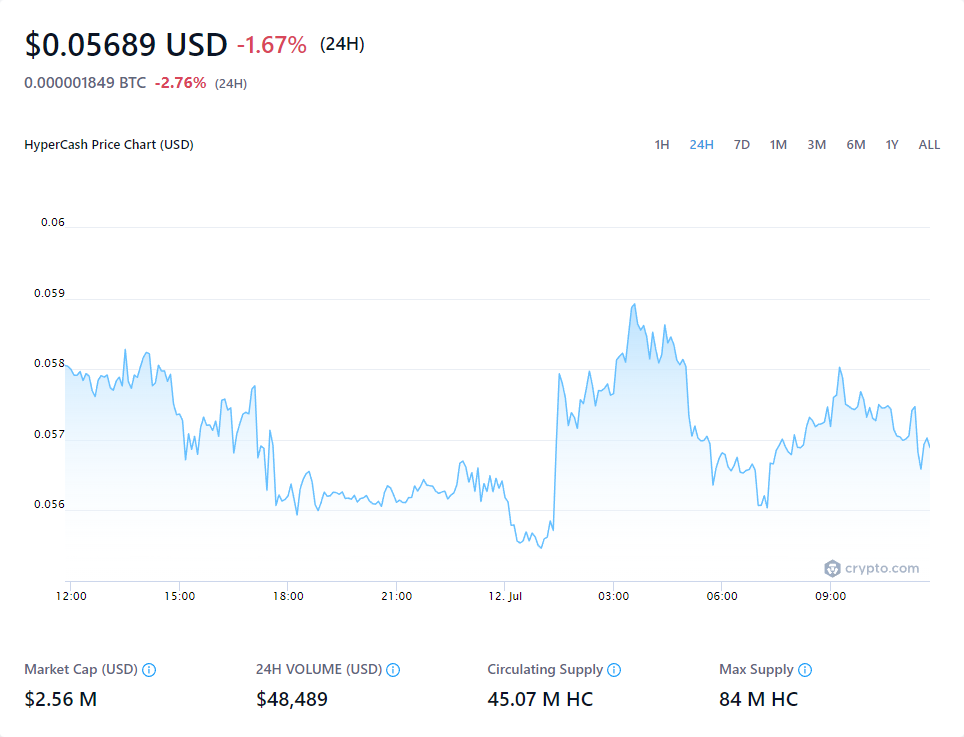 $0.05689 USD -1.67% (24H)
0.000001849 BTC -2.76% (24H)
HyperCash Price Chart (USD) 1H 24H 7D 1M 3M 6M 1Y ALL
0.06
0.059
0.058
0.057
0.056
crypto.com
12:00 15:00 18:00 21:00 12. Jul 03:00 06:00 09:00
Market Cap (USD) 24H VOLUME (USD) Circulating Supply Max Supply
$2.56 M $48,489 45.07 M HC 84 M HC